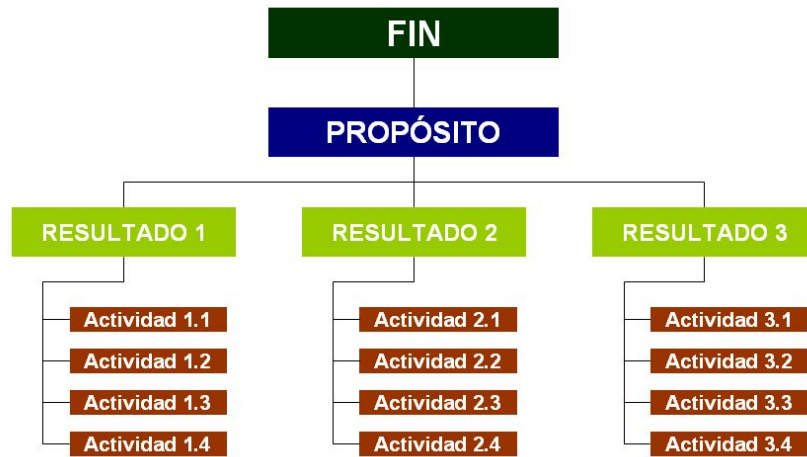 FIN
PROPÓSITO
RESULTADO 1
RESULTADO 2
RESULTADO 3
Actividad 1.1
Actividad 1.2
Actividad 1.3
Actividad 1.4
Actividad 2.1
Actividad 2.2
Actividad 2.3
Actividad 2.4
Actividad 3.1
Actividad 3.2
Actividad 3.3
Actividad 3.4